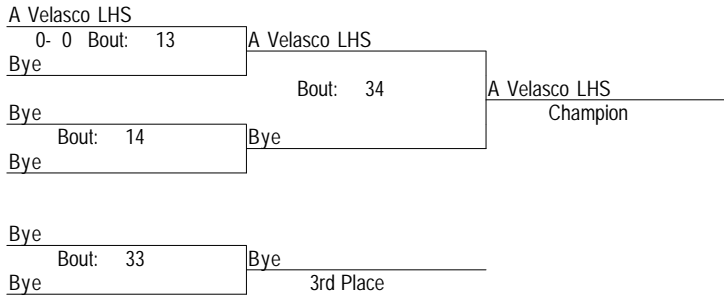 A Velasco LHS
0- 0 Bout: 13
A Velasco LHS
Bye
Bout: 34
A Velasco LHS
Bye
Champion
Bout: 14
Bye
Bye
Bye
Bout: 33
Bye
Bye
3rd Place